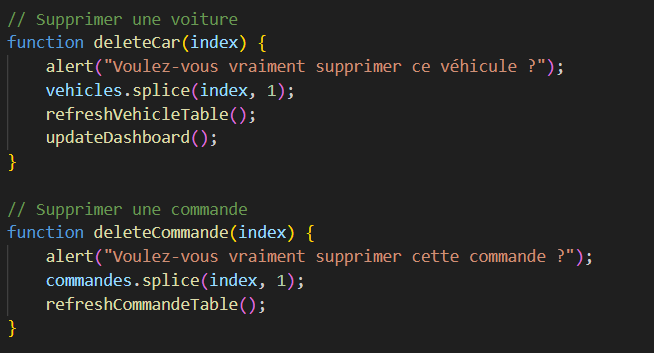 // Supprimer une voiture
function deleteCar(index) {
    alert("Voulez-vous vraiment supprimer ce véhicule ?");
    vehicles.splice(index, 1);
    refreshVehicleTable();
    updateDashboard();
}

// Supprimer une commande
function deleteCommande(index) {
    alert("Voulez-vous vraiment supprimer cette commande ?");
    commandes.splice(index, 1);
    refreshCommandeTable();
}